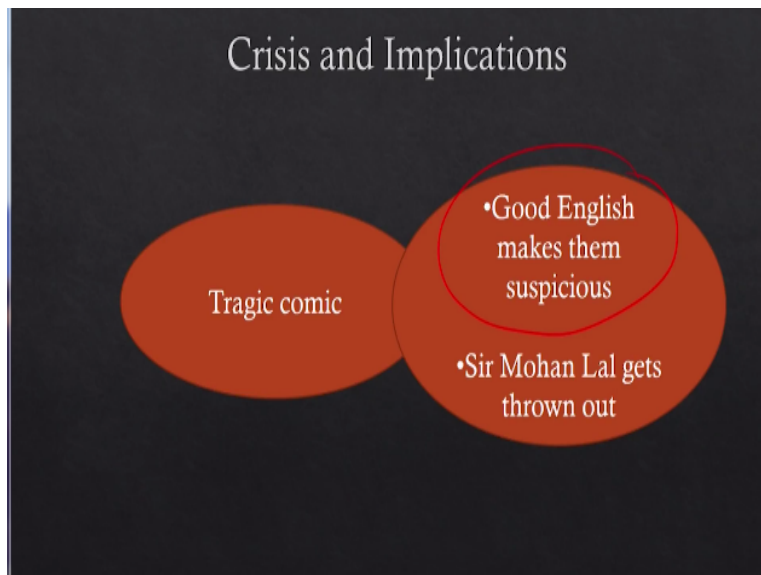 Crisis and Implications
Tragic comic
•Good English
makes them
suspicious
•Sir Mohan Lal gets
thrown out